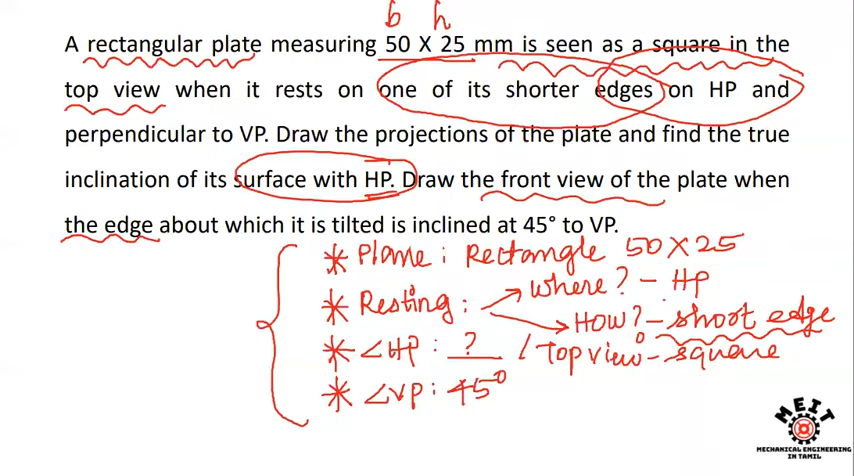 b h
A rectangular plate measuring 50 X 25 mm is seen as a square in the
top view when it rests on one of its shorter edges on HP and
perpendicular to VP. Draw the projections of the plate and find the true
inclination of its surface with HP. Draw the front view of the plate when
the edge about which it is tilted is inclined at 45° to VP.
* Plane : Rectangle 50 X 25
* Resting : Where? - HP
HOW? - short edge
* ∠HP : ? / Top view - square
* ∠VP : 45°
MEIT
MECHANICAL ENGINEERING
IN TAMIL